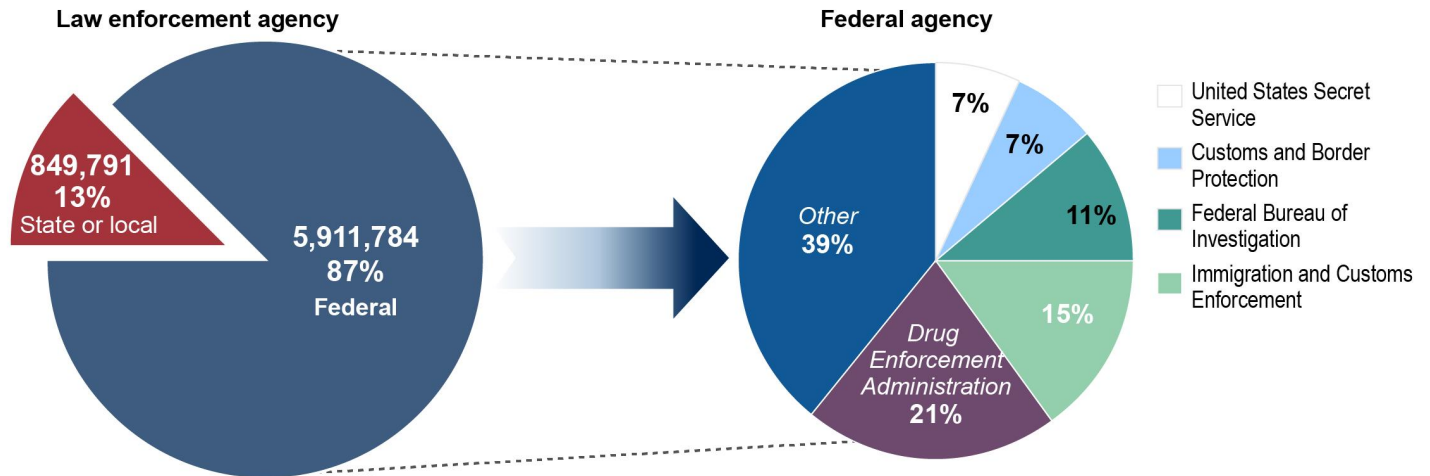 Law enforcement agency
849,791
13%
State or local
5,911,784
87%
Federal
Federal agency
7%
7%
11%
15%
Drug
Enforcement
Administration
21%
Other
39%
United States Secret
Service
Customs and Border
Protection
Federal Bureau of
Investigation
Immigration and Customs
Enforcement